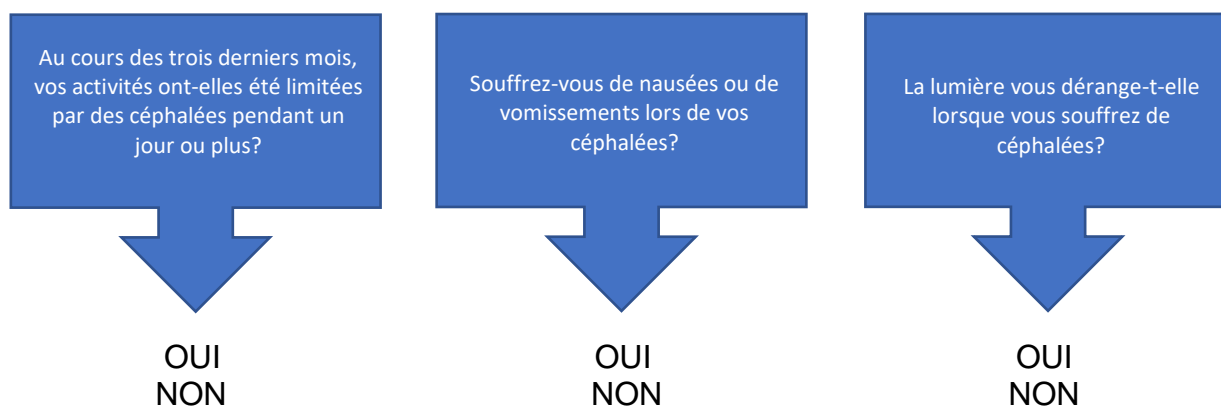 Au cours des trois derniers mois,
vos activités ont-elles été limitées
par des céphalées pendant un
jour ou plus?
OUI
NON
Souffrez-vous de nausées ou de
vomissements lors de vos
céphalées?
OUI
NON
La lumière vous dérange-t-elle
lorsque vous souffrez de
céphalées?
OUI
NON